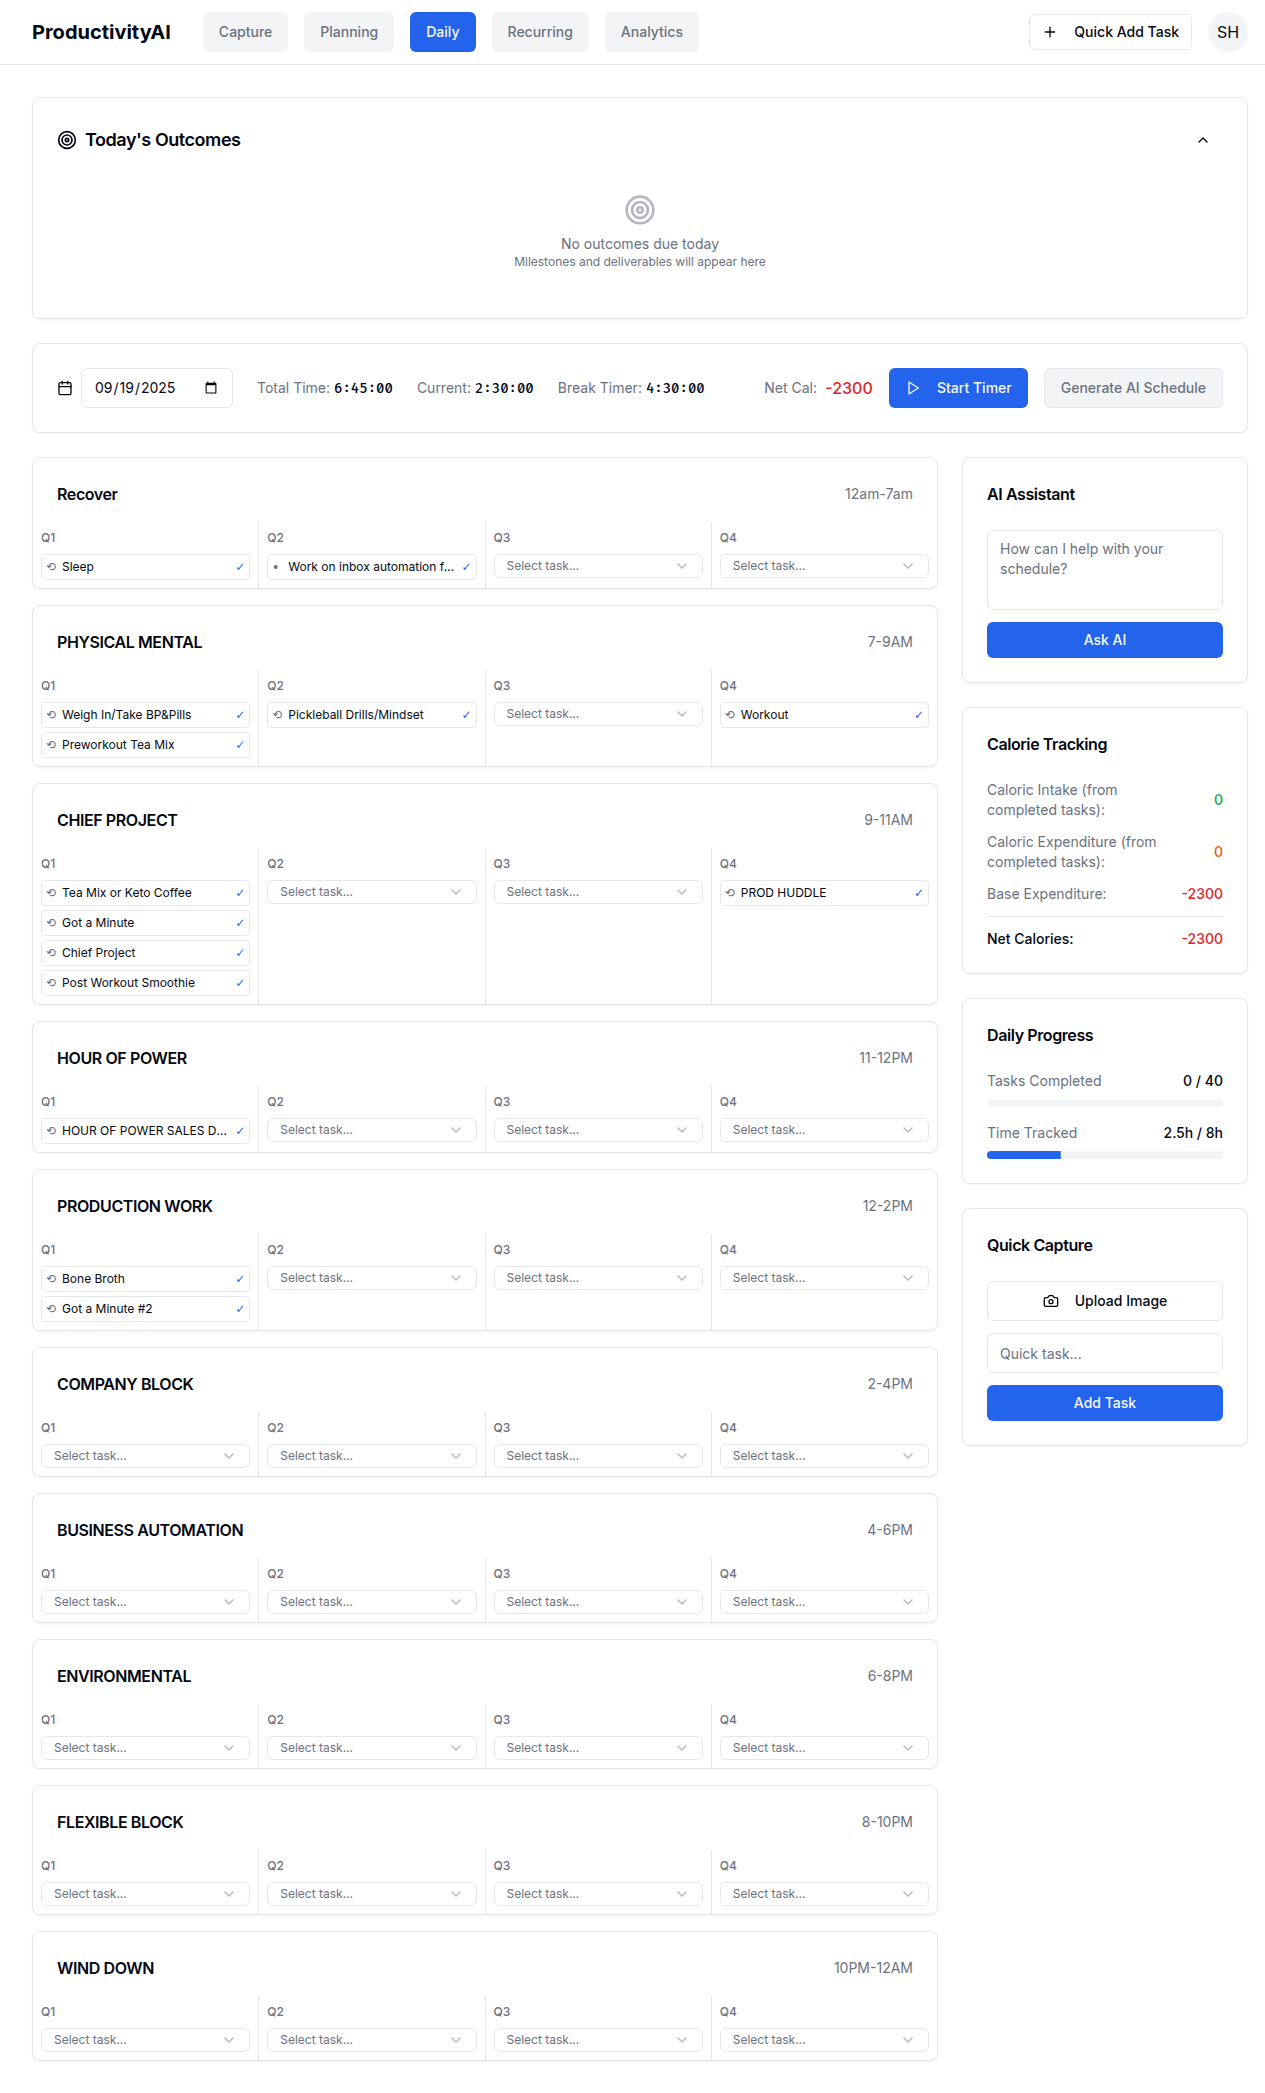 ProductivityAI
Capture
Planning
Daily
Recurring
Analytics
Quick Add Task
SH
Today's Outcomes
No outcomes due today
Milestones and deliverables will appear here
09/19/2025
Total Time: 6:45:00
Current: 2:30:00
Break Timer: 4:30:00
Net Cal: -2300
Start Timer
Generate AI Schedule
Recover
12am-7am
Q1
Sleep
Q2
Work on inbox automation f...
Q3
Select task...
Q4
Select task...
PHYSICAL MENTAL
7-9AM
Q1
Weigh In/Take BP&Pills
Preworkout Tea Mix
Q2
Pickleball Drills/Mindset
Q3
Select task...
Q4
Workout
CHIEF PROJECT
9-11AM
Q1
Tea Mix or Keto Coffee
Got a Minute
Chief Project
Post Workout Smoothie
Q2
Select task...
Q3
Select task...
Q4
PROD HUDDLE
HOUR OF POWER
11-12PM
Q1
HOUR OF POWER SALES D...
Q2
Select task...
Q3
Select task...
Q4
Select task...
PRODUCTION WORK
12-2PM
Q1
Bone Broth
Got a Minute #2
Q2
Select task...
Q3
Select task...
Q4
Select task...
COMPANY BLOCK
2-4PM
Q1
Select task...
Q2
Select task...
Q3
Select task...
Q4
Select task...
BUSINESS AUTOMATION
4-6PM
Q1
Select task...
Q2
Select task...
Q3
Select task...
Q4
Select task...
ENVIRONMENTAL
6-8PM
Q1
Select task...
Q2
Select task...
Q3
Select task...
Q4
Select task...
FLEXIBLE BLOCK
8-10PM
Q1
Select task...
Q2
Select task...
Q3
Select task...
Q4
Select task...
WIND DOWN
10PM-12AM
Q1
Select task...
Q2
Select task...
Q3
Select task...
Q4
Select task...
AI Assistant
How can I help with your
schedule?
Ask AI
Calorie Tracking
Caloric Intake (from
completed tasks):
0
Caloric Expenditure (from
completed tasks):
0
Base Expenditure:
-2300
Net Calories:
-2300
Daily Progress
Tasks Completed
0 / 40
Time Tracked
2.5h / 8h
Quick Capture
Upload Image
Quick task...
Add Task